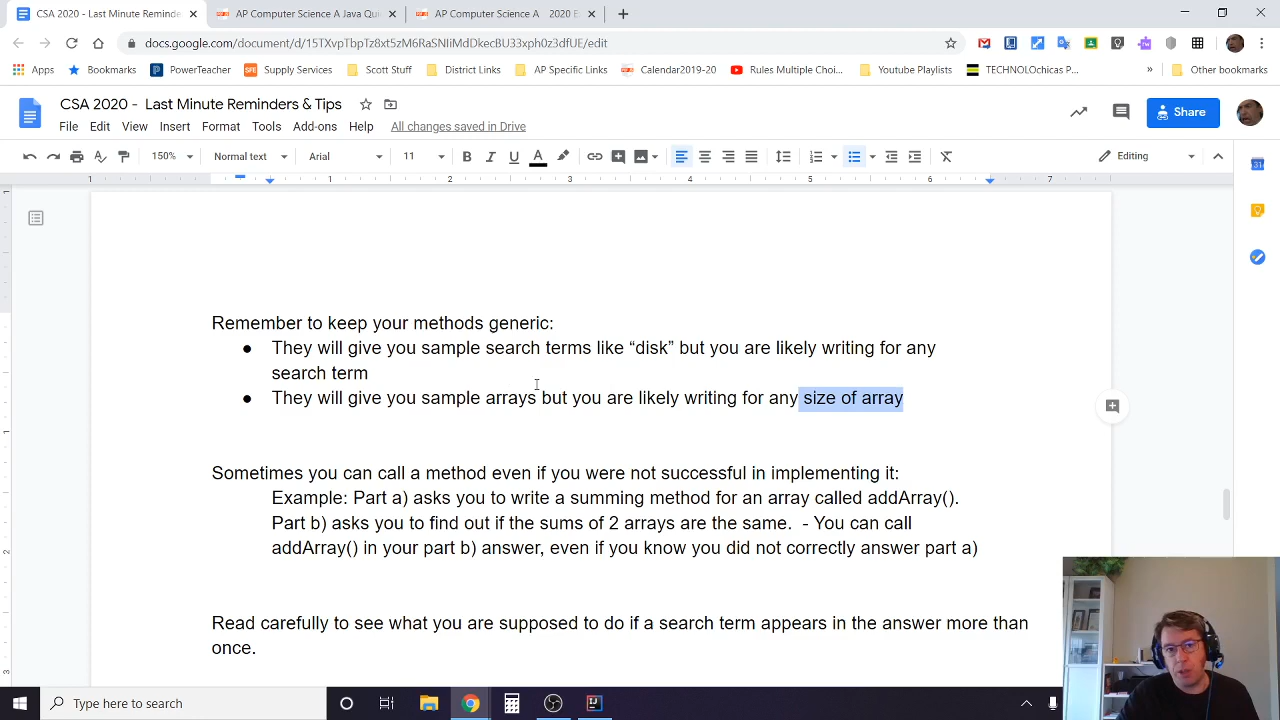 CSA 2020 - Last Minute Reminders
AP Computer Science A Java Qui
AP Computer Science A 2020 E
docs.google.com/document/d/15TXvpThpTz8xt5zM6RaSNIiMdDkecBU33xph0z3dfUE/edit
Apps Bookmarks PowerTeacher Supply Services Scott Stuff District Links Specific Links Calendar2019-20 Rules Multiple Choi... Youtube Playlists TECHNOLOchicas P... » Other bookmarks
CSA 2020 - Last Minute Reminders & Tips
Share
File Edit View Insert Format Tools Add-ons Help All changes saved in Drive
150% Normal text Arial 11 B I U A Editing
1 1 2 3 4 5 6 7
Remember to keep your methods generic:
● They will give you sample search terms like “disk” but you are likely writing for any
search term
● They will give you sample arrays but you are likely writing for any size of array
Sometimes you can call a method even if you were not successful in implementing it:
Example: Part a) asks you to write a summing method for an array called addArray().
Part b) asks you to find out if the sums of 2 arrays are the same. - You can call
addArray() in your part b) answer, even if you know you did not correctly answer part a)
Read carefully to see what you are supposed to do if a search term appears in the answer more than
once.
Type here to search